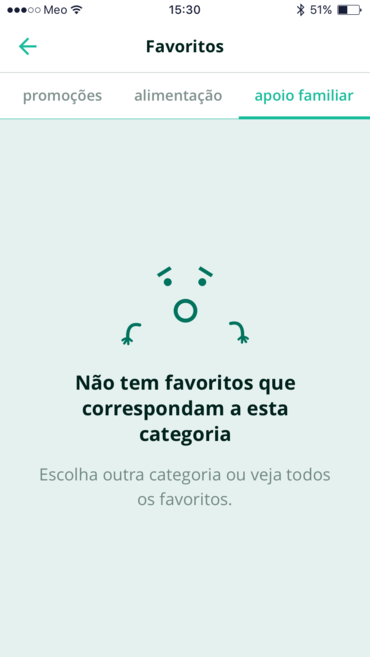 Meo 15:30 51%
Favoritos
promoções alimentação apoio familiar
Não tem favoritos que
correspondam a esta
categoria
Escolha outra categoria ou veja todos
os favoritos.